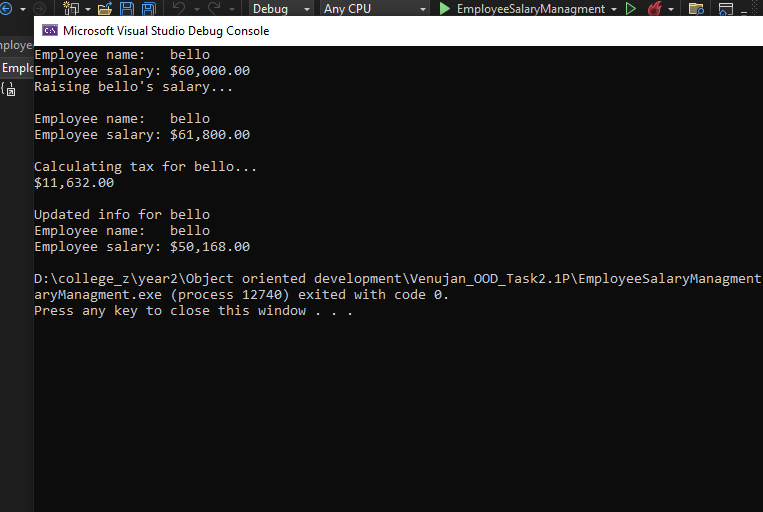 Debug
Any CPU
EmployeeSalaryManagment
Microsoft Visual Studio Debug Console
Employee name:   bello
Employee salary: $60,000.00
Raising bello's salary...
Employee name:   bello
Employee salary: $61,800.00
Calculating tax for bello...
$11,632.00
Updated info for bello
Employee name:   bello
Employee salary: $50,168.00
D:\college_z\year2\Object oriented development\Venujan_OOD_Task2.1P\EmployeeSalaryManagment
aryManagment.exe (process 12740) exited with code 0.
Press any key to close this window . . .